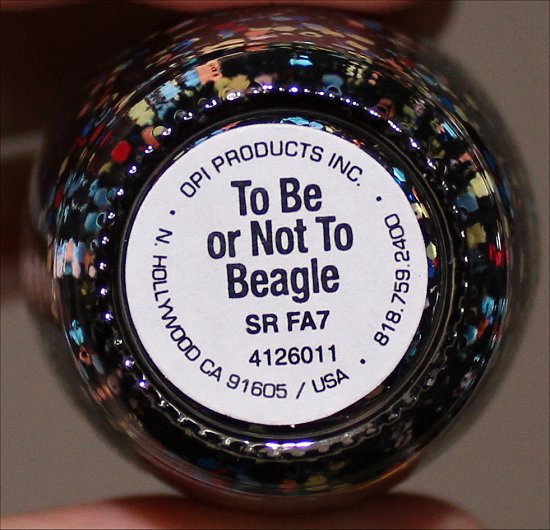 OPI PRODUCTS INC.
To Be
or Not To
Beagle
SR FA7
4126011
· N. HOLLYWOOD CA 91605 / USA · 818.759.2400 ·